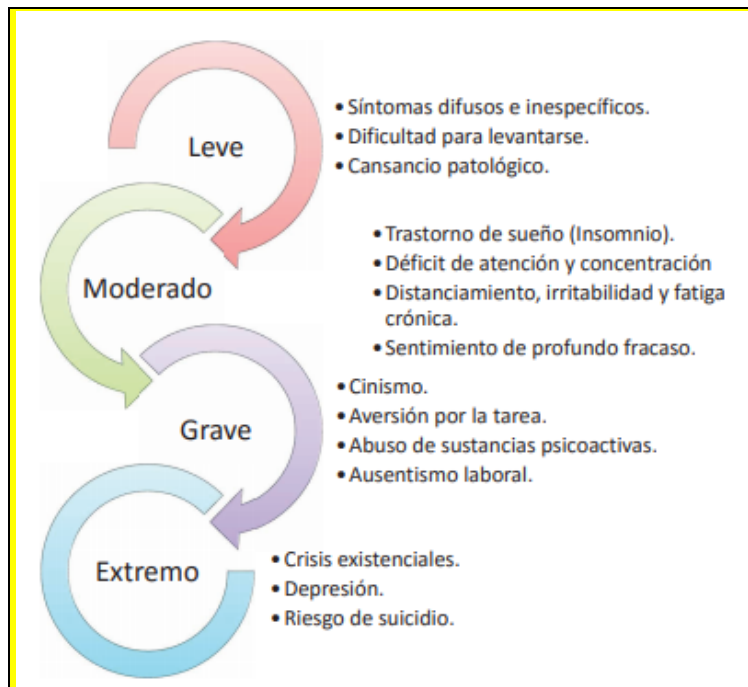 Leve
• Síntomas difusos e inespecíficos.
• Dificultad para levantarse.
• Cansancio patológico.
Moderado
• Trastorno de sueño (Insomnio).
• Déficit de atención y concentración
• Distanciamiento, irritabilidad y fatiga
crónica.
• Sentimiento de profundo fracaso.
Grave
• Cinismo.
• Aversión por la tarea.
• Abuso de sustancias psicoactivas.
• Ausentismo laboral.
Extremo
• Crisis existenciales.
• Depresión.
• Riesgo de suicidio.